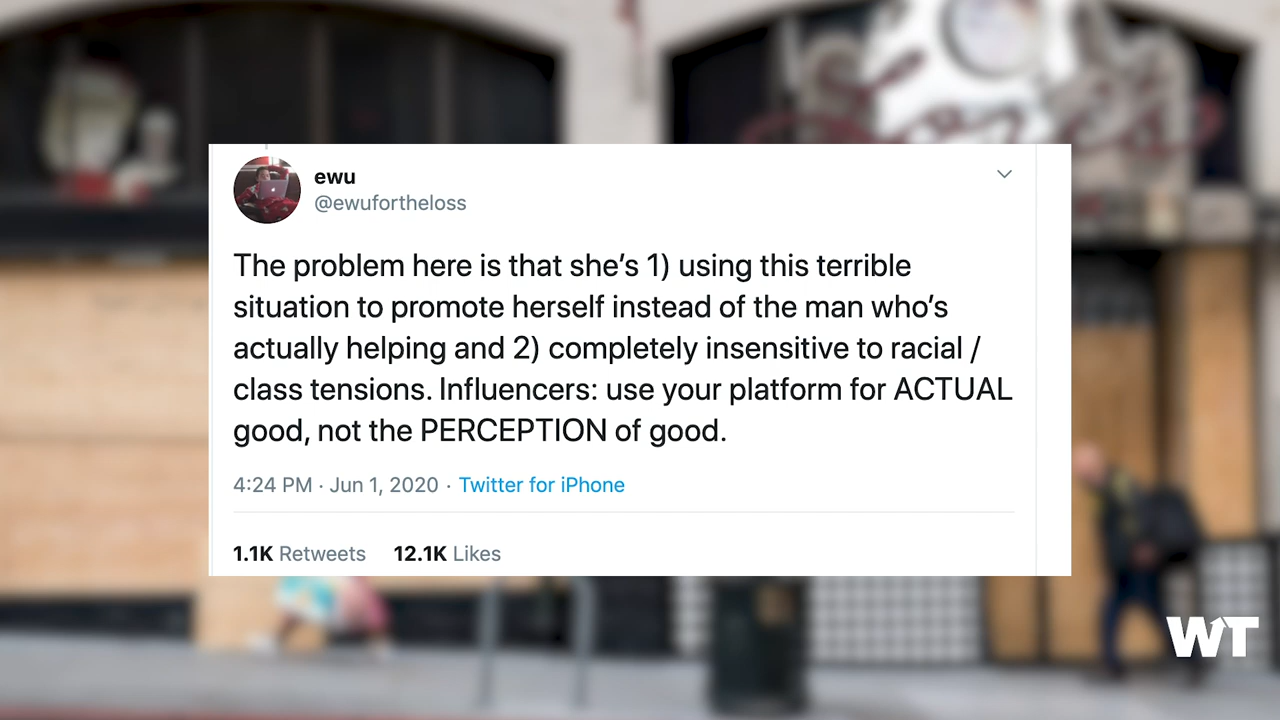 ewu
@ewufortheloss
The problem here is that she’s 1) using this terrible
situation to promote herself instead of the man who’s
actually helping and 2) completely insensitive to racial /
class tensions. Influencers: use your platform for ACTUAL
good, not the PERCEPTION of good.
4:24 PM · Jun 1, 2020 · Twitter for iPhone
1.1K Retweets 12.1K Likes
WT